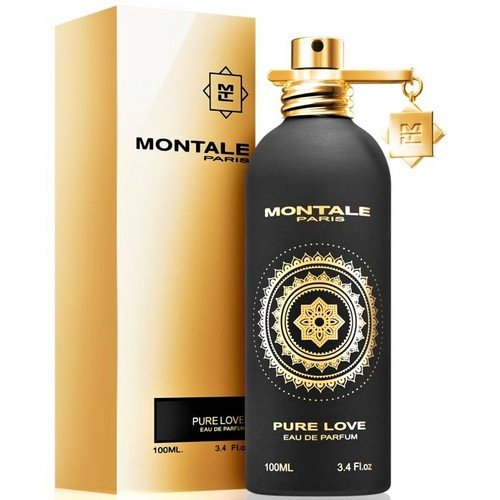 MONTALE
PARIS
PURE LOVE
EAU DE PARFUM
100ML.
3.4 Fl.o
MONTALE
PARIS
PURE LOVE
EAU DE PARFUM
100ML
3.4 Fl.oz